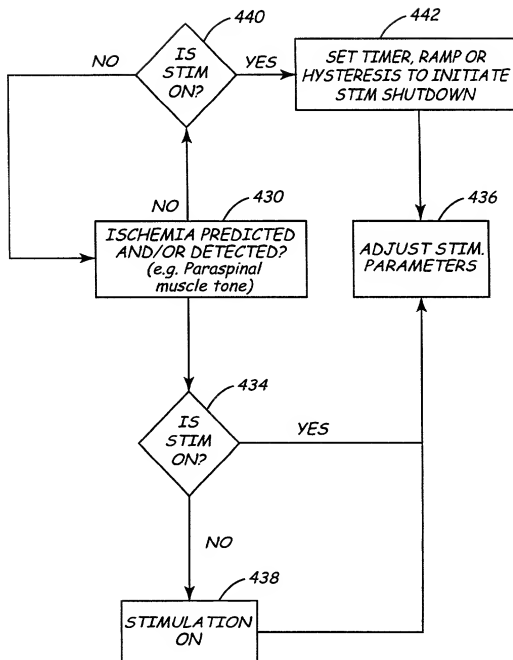 440
442
NO
IS
STIM
ON?
YES
SET TIMER, RAMP OR
HYSTERESIS TO INITIATE
STIM SHUTDOWN
NO
430
436
ISCHEMIA PREDICTED
AND/OR DETECTED?
(e.g. Paraspinal
muscle tone)
ADJUST STIM.
PARAMETERS
434
IS
STIM
ON?
YES
NO
438
STIMULATION
ON